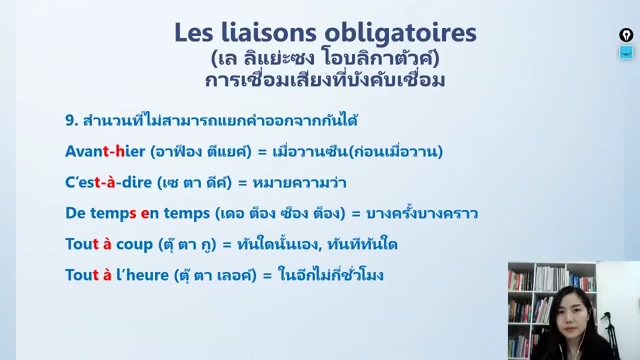 Les liaisons obligatoires
(เล ลิแย่ะซง โอบลิกาตัวศ์)
การเชื่อมเสียงที่บังคับเชื่อม
9. สำนวนที่ไม่สามารถแยกคำออกจากกันได้
Avant-hier (อาฟ็อง ตีแยศ์) = เมื่อวานซืน(ก่อนเมื่อวาน)
C’est-à-dire (เซ ตา ดีศ์) = หมายความว่า
De temps en temps (เดอ ต็อง ซ็อง ต็อง) = บางครั้งบางคราว
Tout à coup (ตุ๊ ตา กู) = ทันใดนั้นเอง, ทันทีทันใด
Tout à l’heure (ตุ๊ ตา เลอศ์) = ในอีกไม่กี่ชั่วโมง